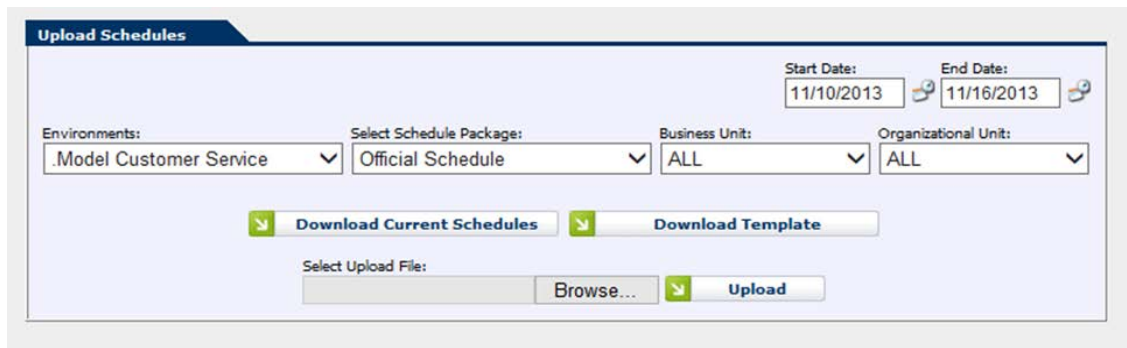 Upload Schedules
Start Date: End Date:
11/10/2013 11/16/2013
Environments: Select Schedule Package: Business Unit: Organizational Unit:
.Model Customer Service Official Schedule ALL ALL
Download Current Schedules Download Template
Select Upload File:
Browse... Upload